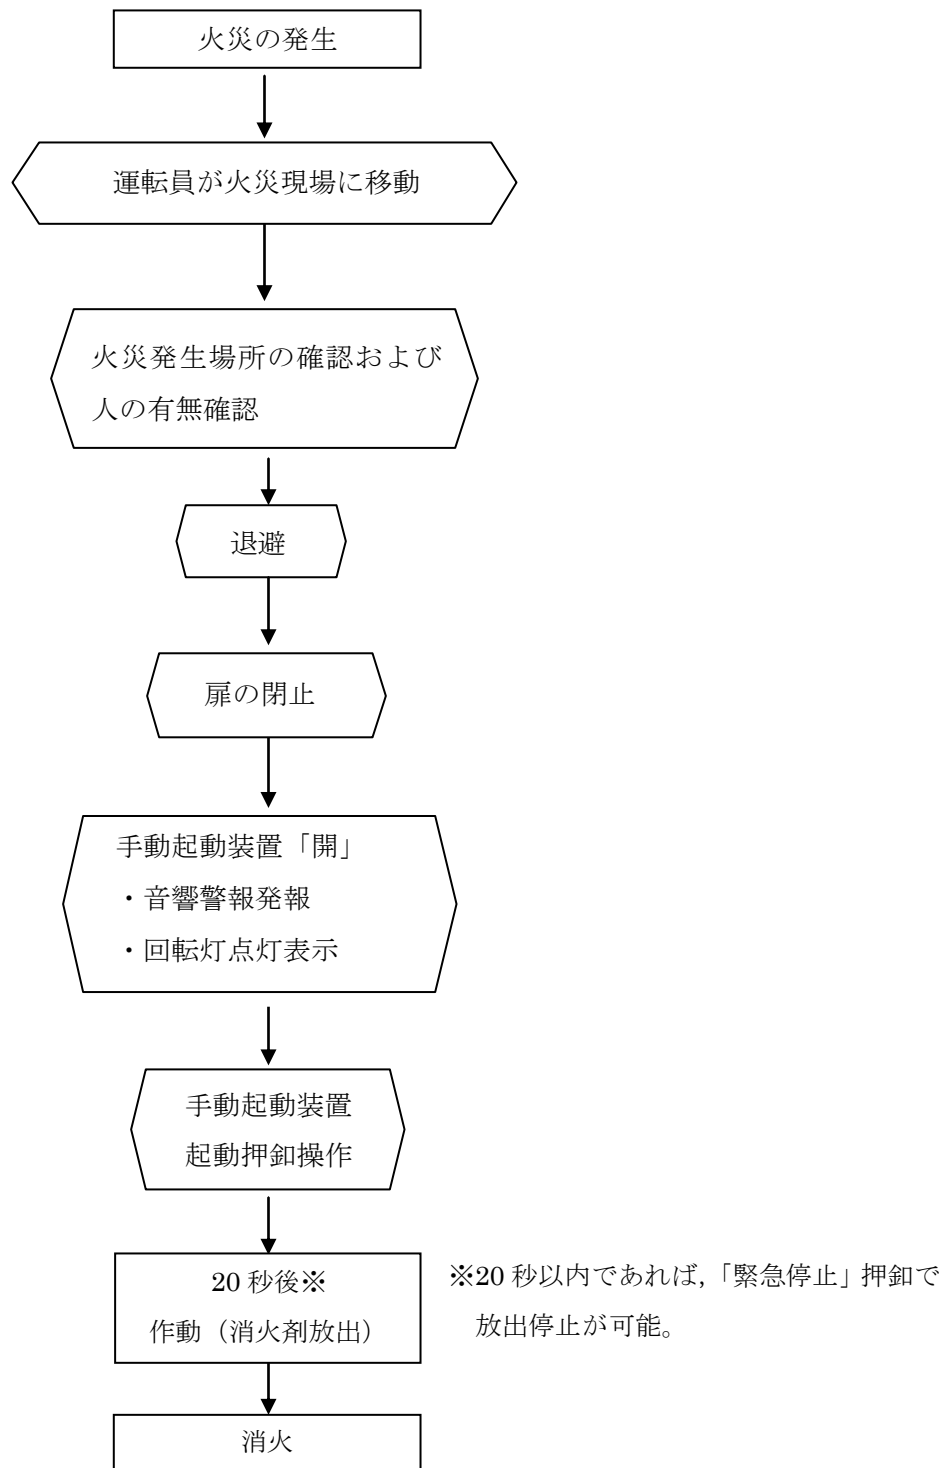 火災の発生
運転員が火災現場に移動
火災発生場所の確認および
人の有無確認
退避
扉の閉止
手動起動装置「開」
・音響警報発報
・回転灯点灯表示
手動起動装置
起動押釦操作
20 秒後※
作動（消火剤放出）
※20 秒以内であれば，「緊急停止」押釦で
放出停止が可能。
消火